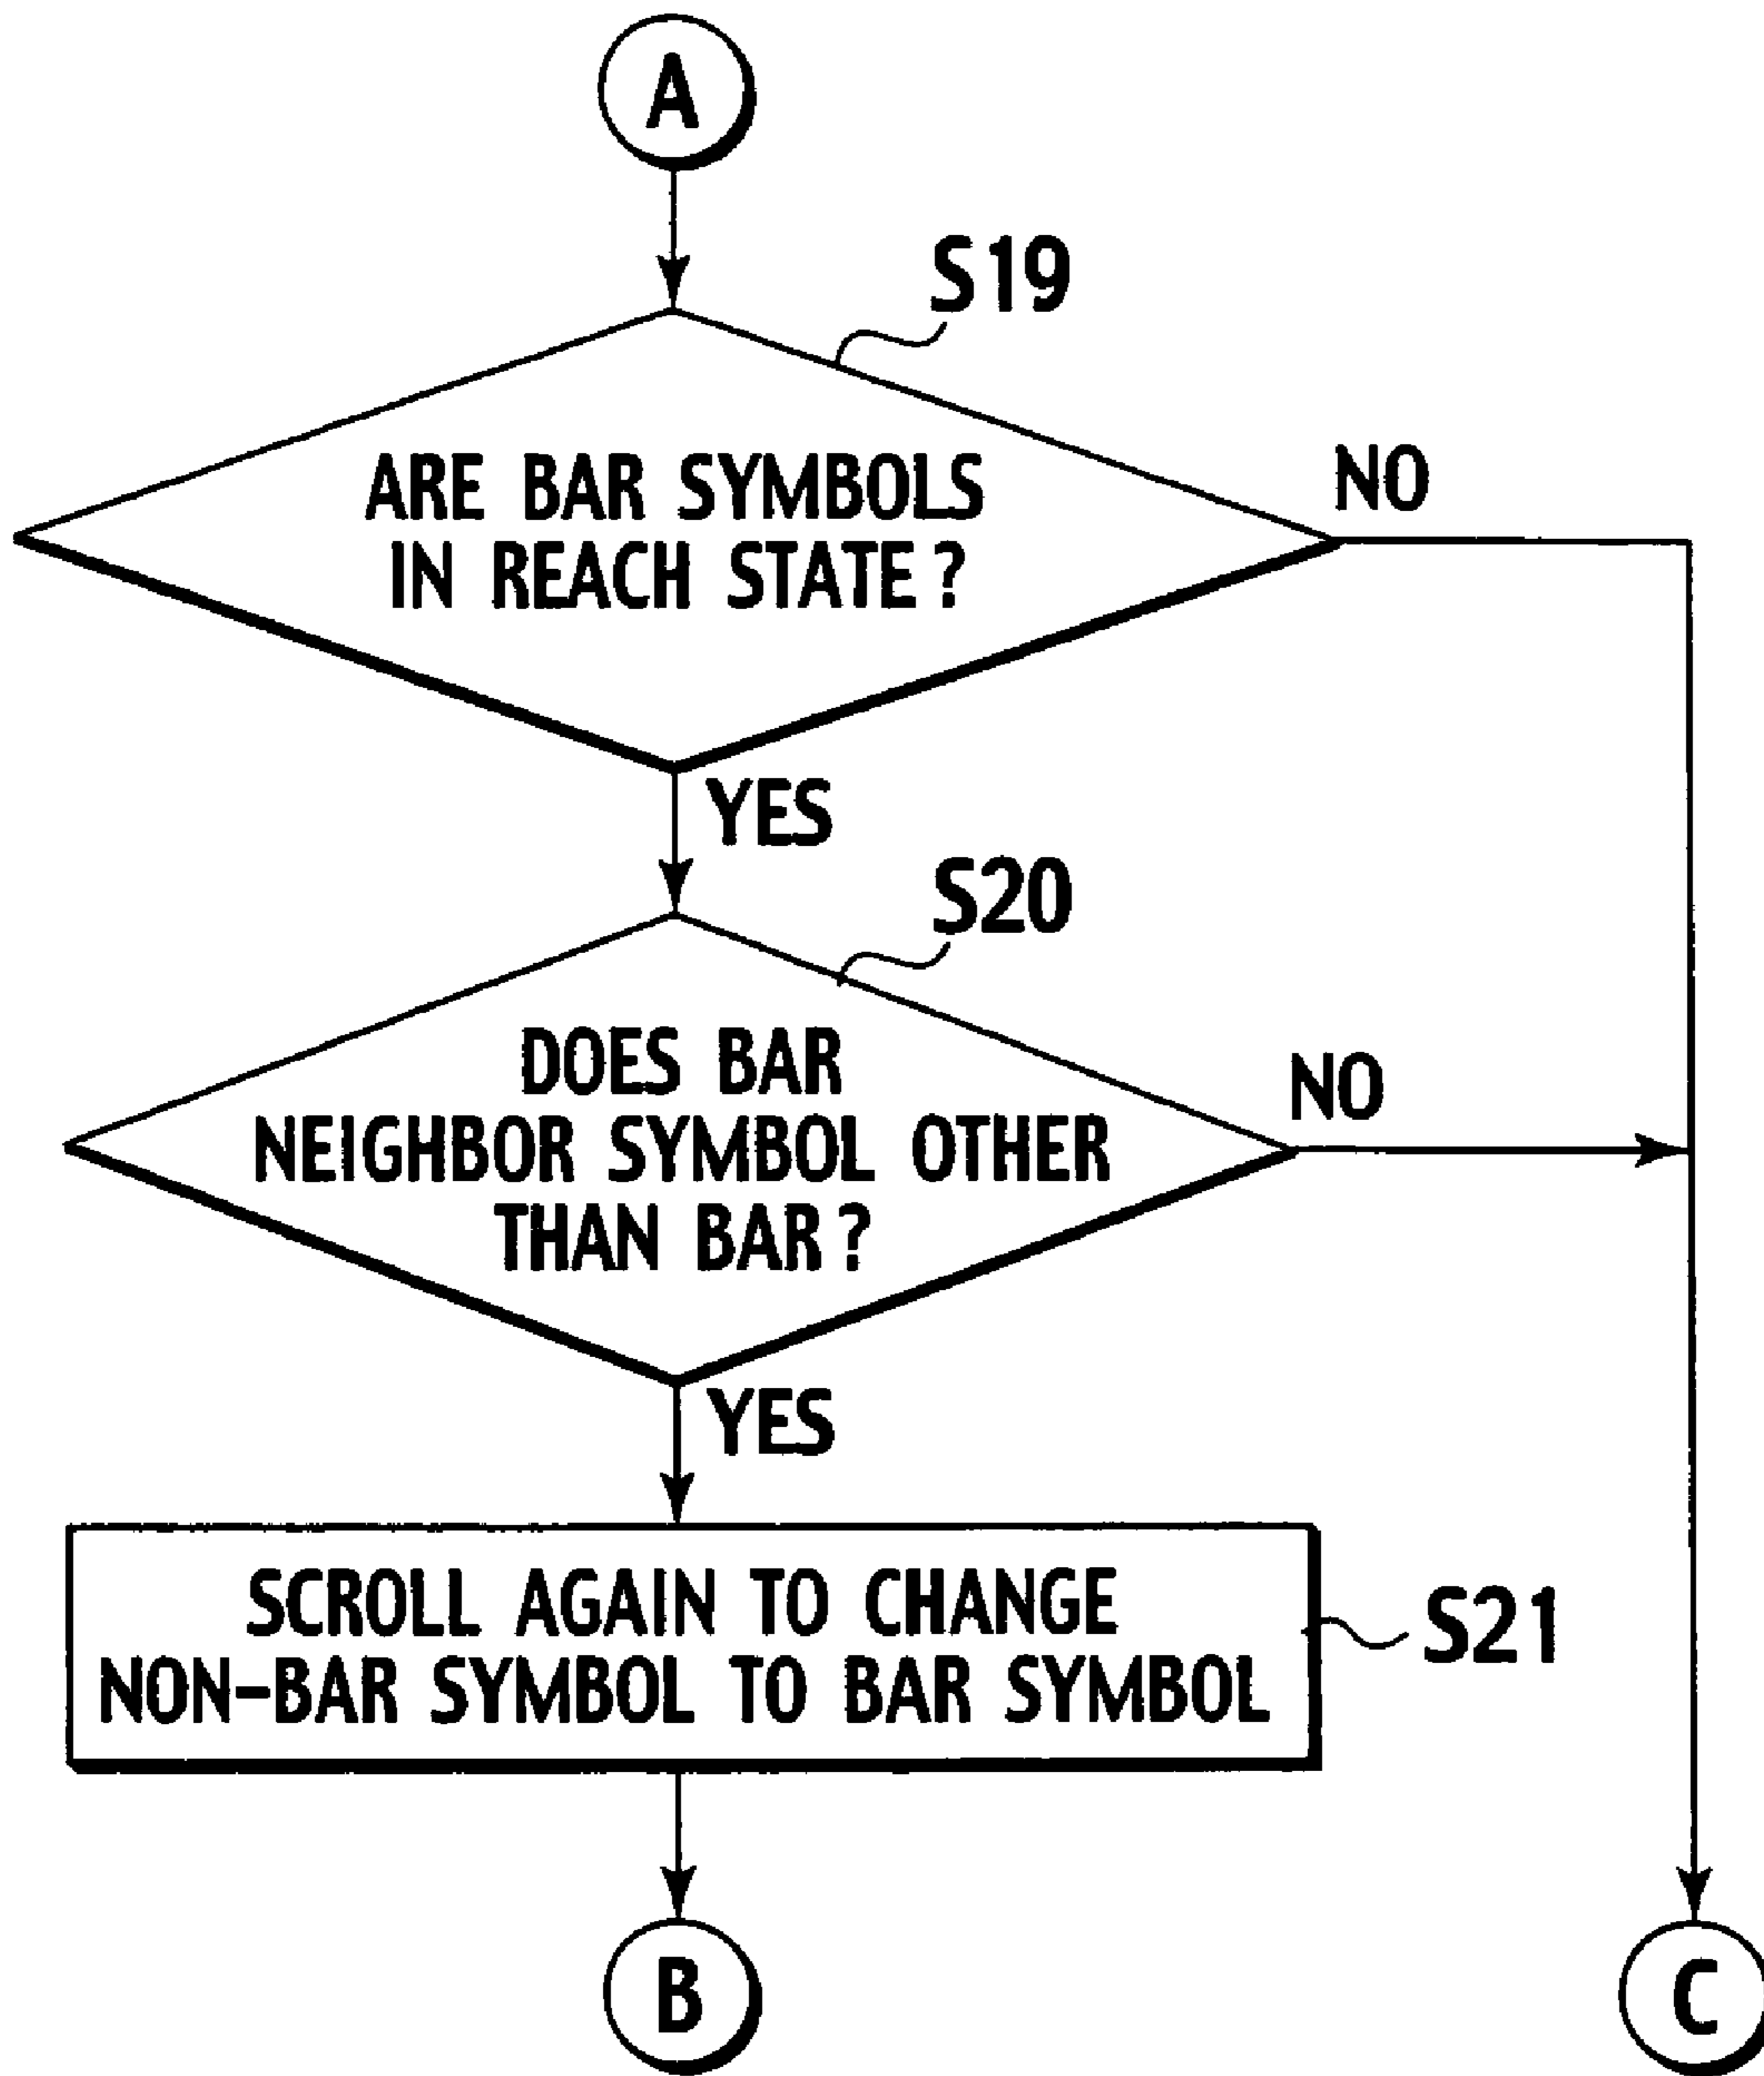 A
S19
ARE BAR SYMBOLS
IN REACH STATE?
NO
YES
S20
DOES BAR
NEIGHBOR SYMBOL OTHER
THAN BAR?
NO
YES
SCROLL AGAIN TO CHANGE
NON-BAR SYMBOL TO BAR SYMBOL
S21
B
C